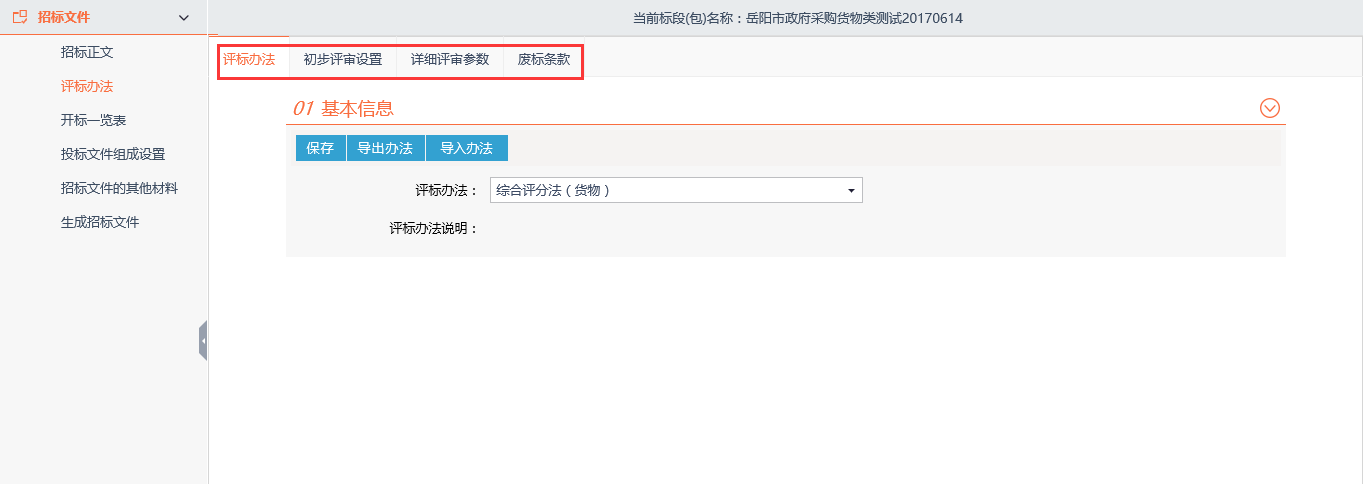 招标文件
当前标段(包)名称：岳阳市政府采购货物类测试20170614
招标正文
评标办法
开标一览表
投标文件组成设置
招标文件的其他材料
生成招标文件
评标办法 初步评审设置 详细评审参数 废标条款
01 基本信息
保存 导出办法 导入办法
评标办法： 综合评分法（货物）
评标办法说明：